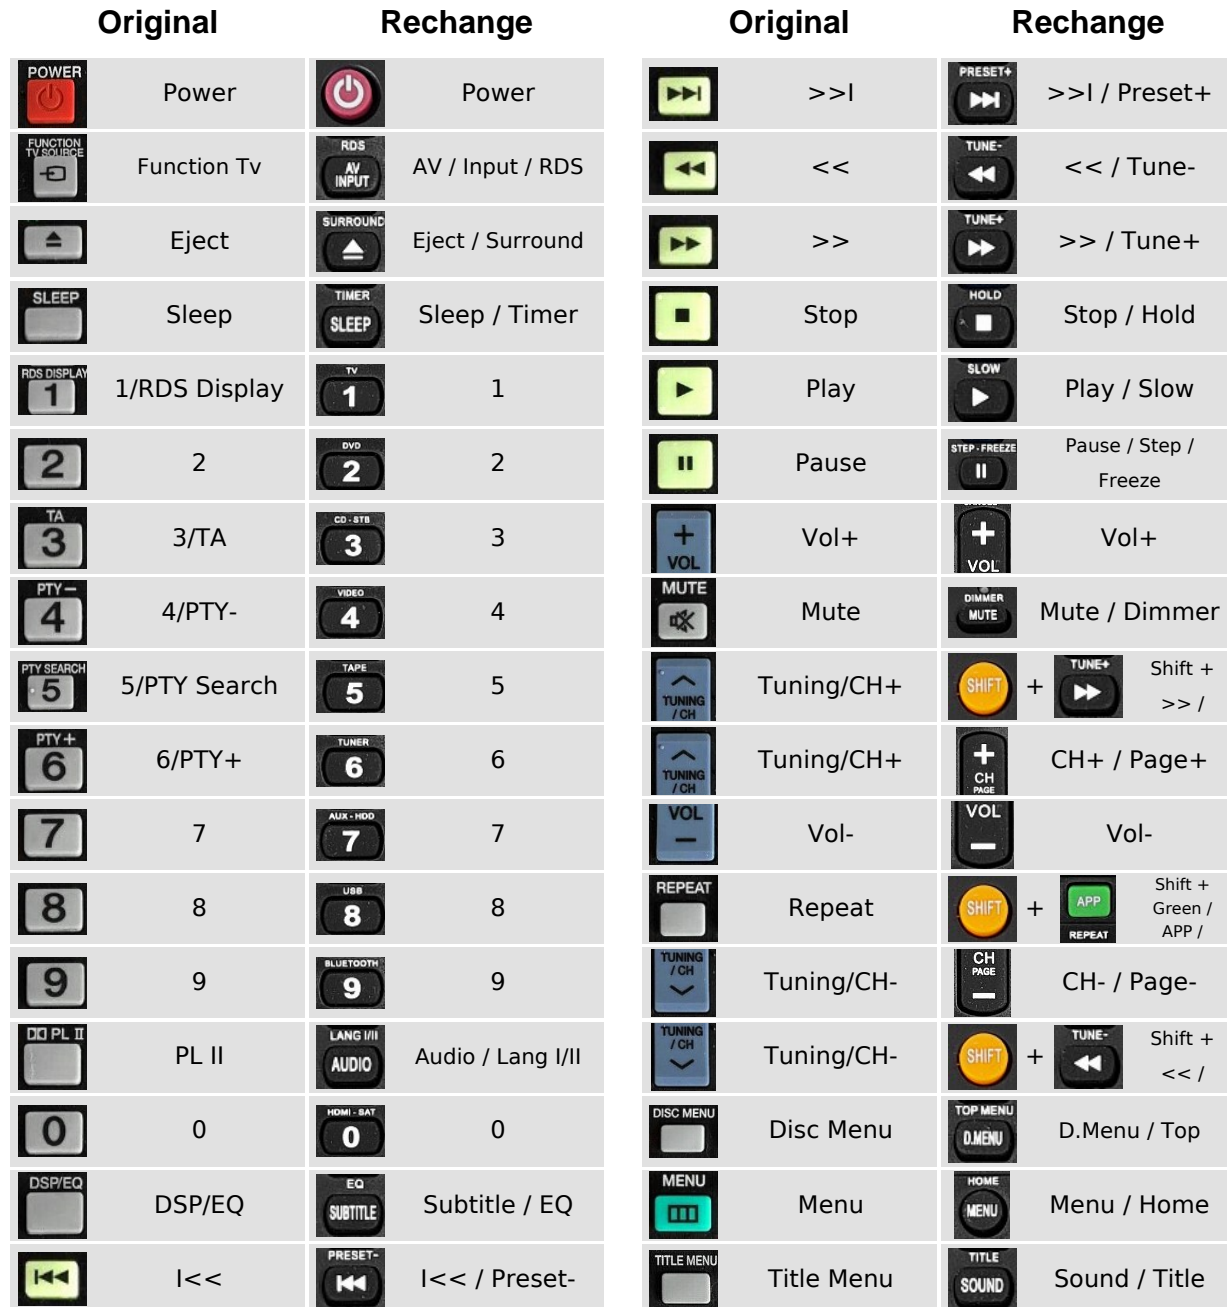 Original Rechange Original Rechange
POWER Power Power >>I PRESET+ >>I / Preset+
FUNCTION
TV SOURCE Function Tv RDS AV INPUT AV / Input / RDS << TUNE- << / Tune-
Eject SURROUND Eject / Surround >> TUNE+ >> / Tune+
SLEEP Sleep TIMER SLEEP Sleep / Timer Stop HOLD Stop / Hold
RDS DISPLAY 1 1/RDS Display TV 1 1 Play SLOW Play / Slow
2 2 DVD 2 2 Pause STEP-FREEZE Pause / Step /
Freeze
TA 3 3/TA CD - STB 3 3 + VOL Vol+ + VOL Vol+
PTY- 4 4/PTY- VIDEO 4 4 MUTE Mute DIMMER MUTE Mute / Dimmer
PTY SEARCH 5 5/PTY Search TAPE 5 5 TUNING / CH Tuning/CH+ SHIFT + TUNE+ Shift +
>> /
PTY+ 6 6/PTY+ TUNER 6 6 TUNING / CH Tuning/CH+ + CH PAGE CH+ / Page+
7 7 AUX - HDD 7 7 VOL - Vol- VOL - Vol-
8 8 USB 8 8 REPEAT Repeat SHIFT + APP REPEAT Shift +
Green /
APP /
9 9 BLUETOOTH 9 9 TUNING / CH Tuning/CH- CH PAGE - CH- / Page-
PL II PL II LANG I/II AUDIO Audio / Lang I/II TUNING / CH Tuning/CH- SHIFT + TUNE- Shift +
<< /
0 0 HDMI - SAT 0 0 DISC MENU Disc Menu TOP MENU D.MENU D.Menu / Top
DSP/EQ DSP/EQ EQ SUBTITLE Subtitle / EQ MENU Menu HOME MENU Menu / Home
I<< PRESET- I<< / Preset- TITLE MENU Title Menu TITLE SOUND Sound / Title